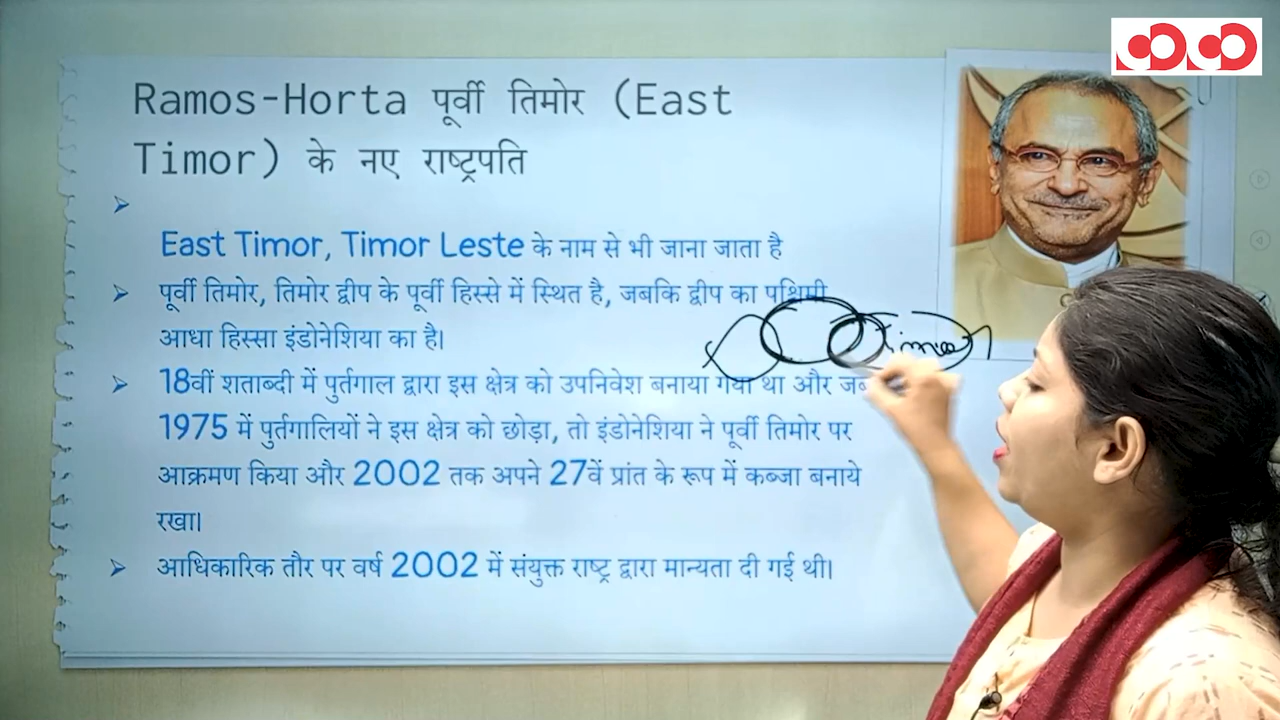 Ramos-Horta पूर्वी तिमोर (East
Timor) के नए राष्ट्रपति
East Timor, Timor Leste के नाम से भी जाना जाता है
पूर्वी तिमोर, तिमोर द्वीप के पूर्वी हिस्से में स्थित है, जबकि द्वीप का पश्चिमी
आधा हिस्सा इंडोनेशिया का है।
18वीं शताब्दी में पुर्तगाल द्वारा इस क्षेत्र को उपनिवेश बनाया गया था और जब
1975 में पुर्तगालियों ने इस क्षेत्र को छोड़ा, तो इंडोनेशिया ने पूर्वी तिमोर पर
आक्रमण किया और 2002 तक अपने 27वें प्रांत के रूप में कब्जा बनाये
रखा।
आधिकारिक तौर पर वर्ष 2002 में संयुक्त राष्ट्र द्वारा मान्यता दी गई थी।